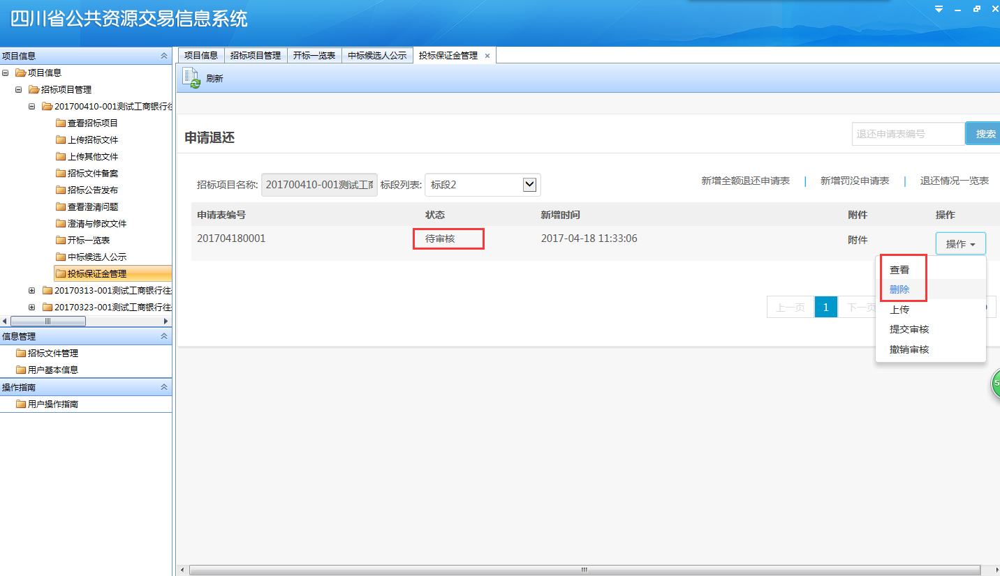 四川省公共资源交易信息系统
项目信息
项目信息
招标项目管理
201700410-001测试工商银行往
查看招标项目
上传招标文件
上传其他文件
招标文件备案
招标公告发布
查看澄清问题
澄清与修改文件
开标一览表
中标候选人公示
投标保证金管理
20170313-001测试工商银行往
20170323-001测试工商银行往
信息管理
招标文件管理
用户基本信息
操作指南
用户操作指南
项目信息 招标项目管理 开标一览表 中标候选人公示 投标保证金管理
刷新
申请退还 退还申请表编号 搜索
招标项目名称: 201700410-001测试工商 标段列表: 标段2 新增全额退还申请表 | 新增罚没申请表 | 退还情况一览表
申请表编号 状态 新增时间 附件 操作
201704180001 待审核 2017-04-18 11:33:06 附件 操作
查看
删除
上传
提交审核
撤销审核
上一页 1 下一页
5